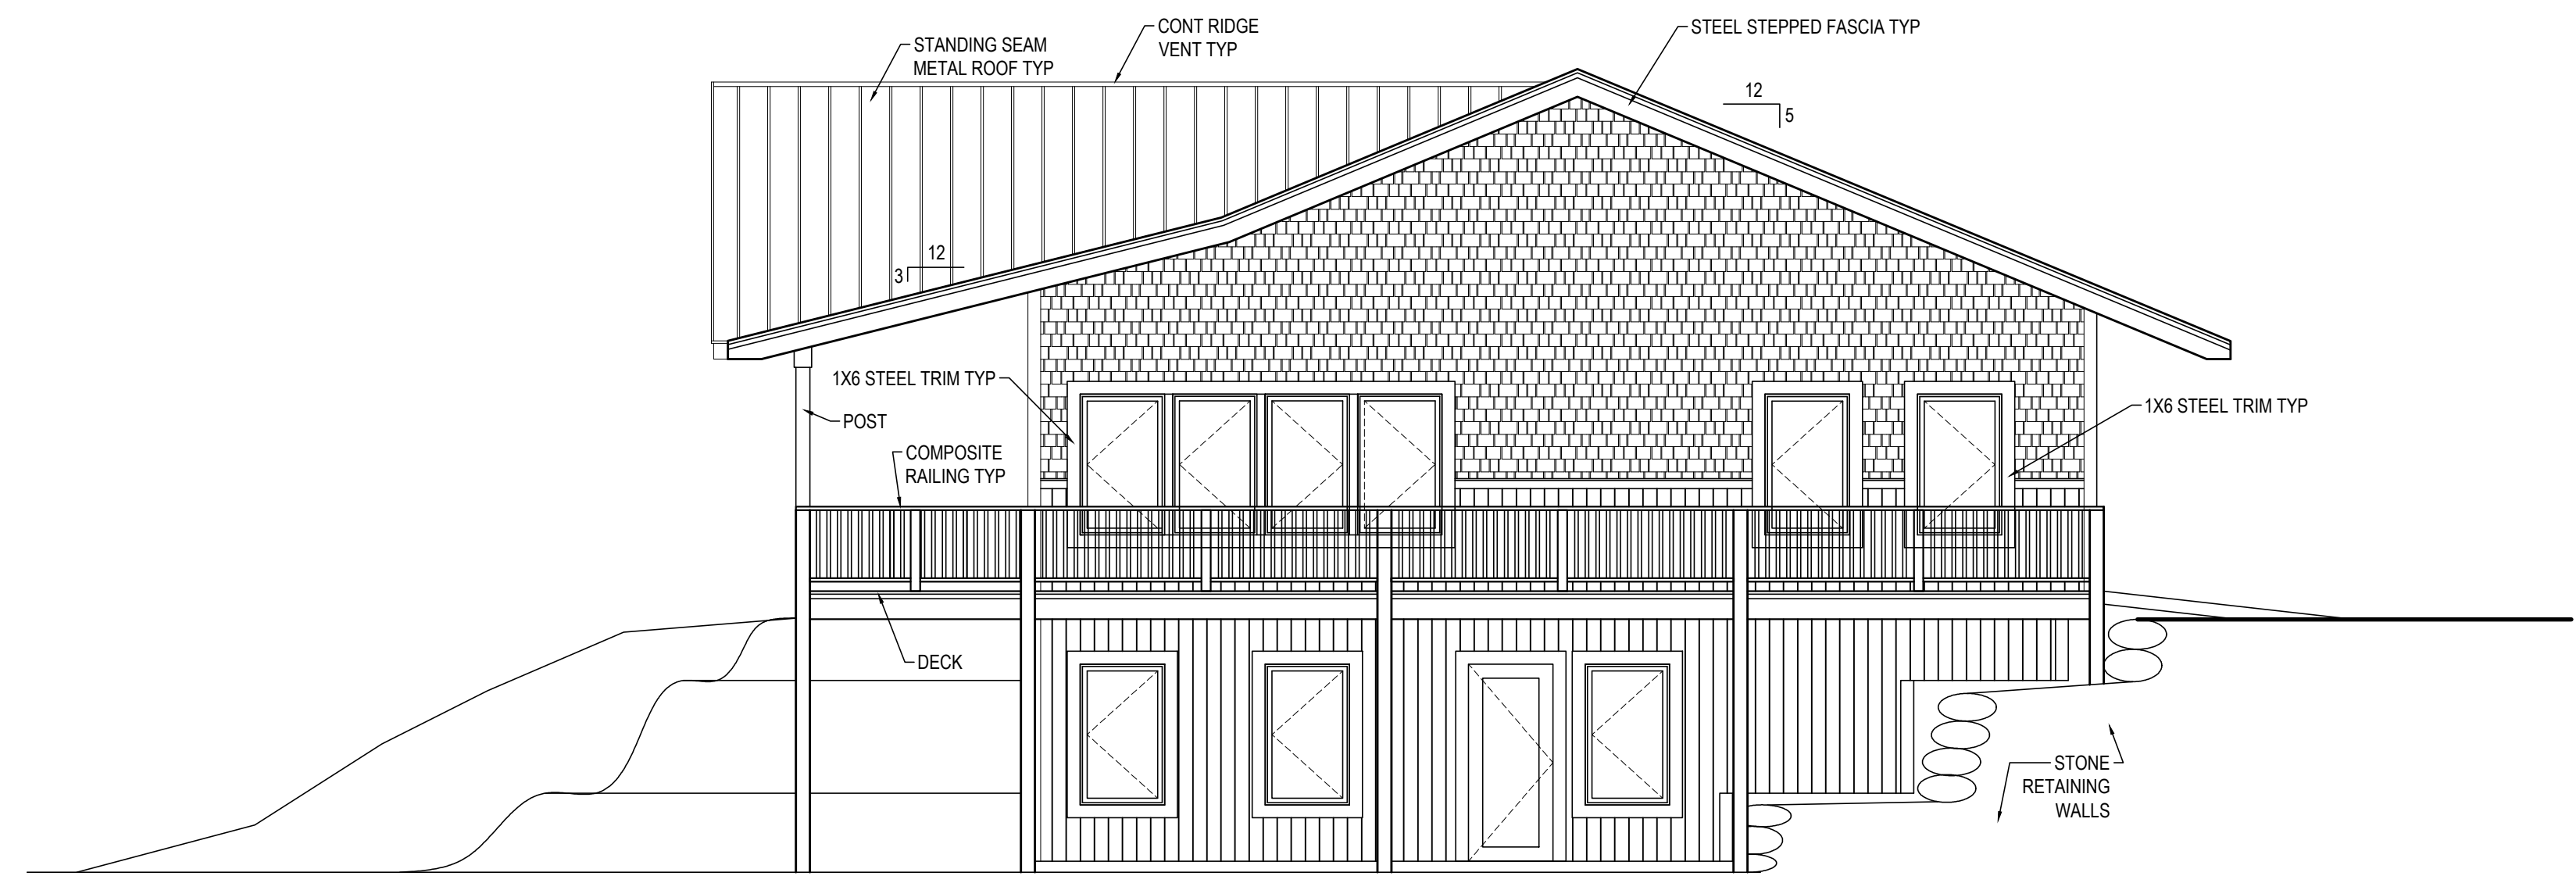 CONT RIDGE
VENT TYP
STEEL STEPPED FASCIA TYP
STANDING SEAM
METAL ROOF TYP
12
5
12
3
1X6 STEEL TRIM TYP
POST
1X6 STEEL TRIM TYP
COMPOSITE
RAILING TYP
DECK
STONE
RETAINING
WALLS